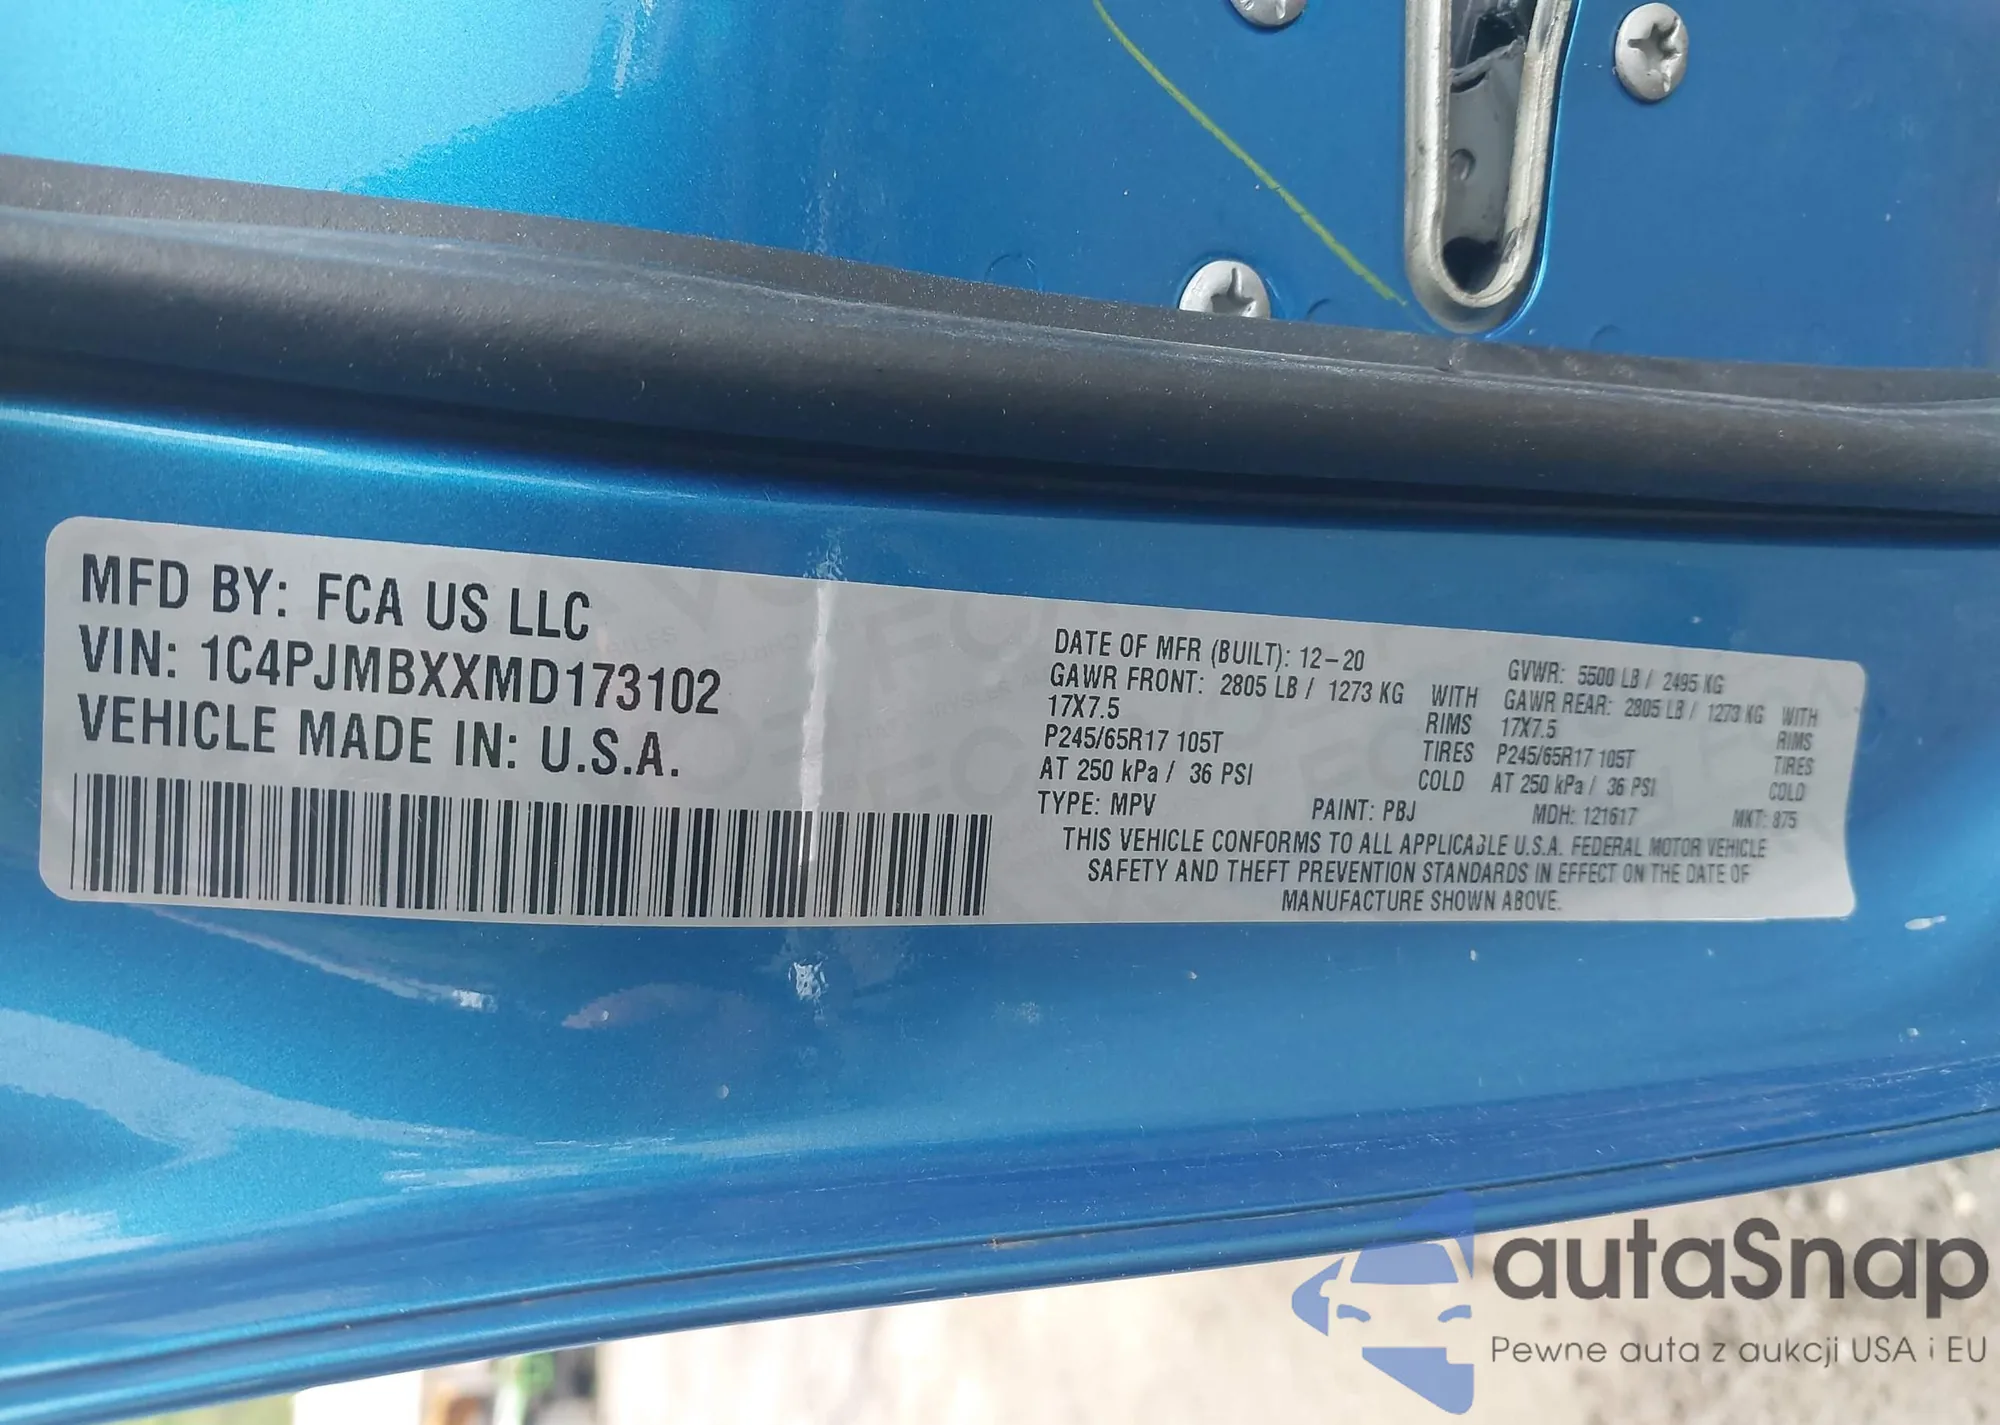 MFD BY: FCA US LLC
VIN: 1C4PJMBXXMD173102
VEHICLE MADE IN: U.S.A.
DATE OF MFR (BUILT): 12-20 GVWR: 5500 LB / 2495 KG
GAWR FRONT: 2805 LB / 1273 KG WITH GAWR REAR: 2805 LB / 1273 KG WITH
17X7.5 RIMS 17X7.5 RIMS
P245/65R17 105T TIRES P245/65R17 105T TIRES
AT 250 kPa / 36 PSI COLD AT 250 kPa / 36 PSI COLD
TYPE: MPV PAINT: PBJ MDH: 121617 MKT: 875
THIS VEHICLE CONFORMS TO ALL APPLICABLE U.S.A. FEDERAL MOTOR VEHICLE
SAFETY AND THEFT PREVENTION STANDARDS IN EFFECT ON THE DATE OF
MANUFACTURE SHOWN ABOVE.
autaSnap
Pewne auta z aukcji USA i EU